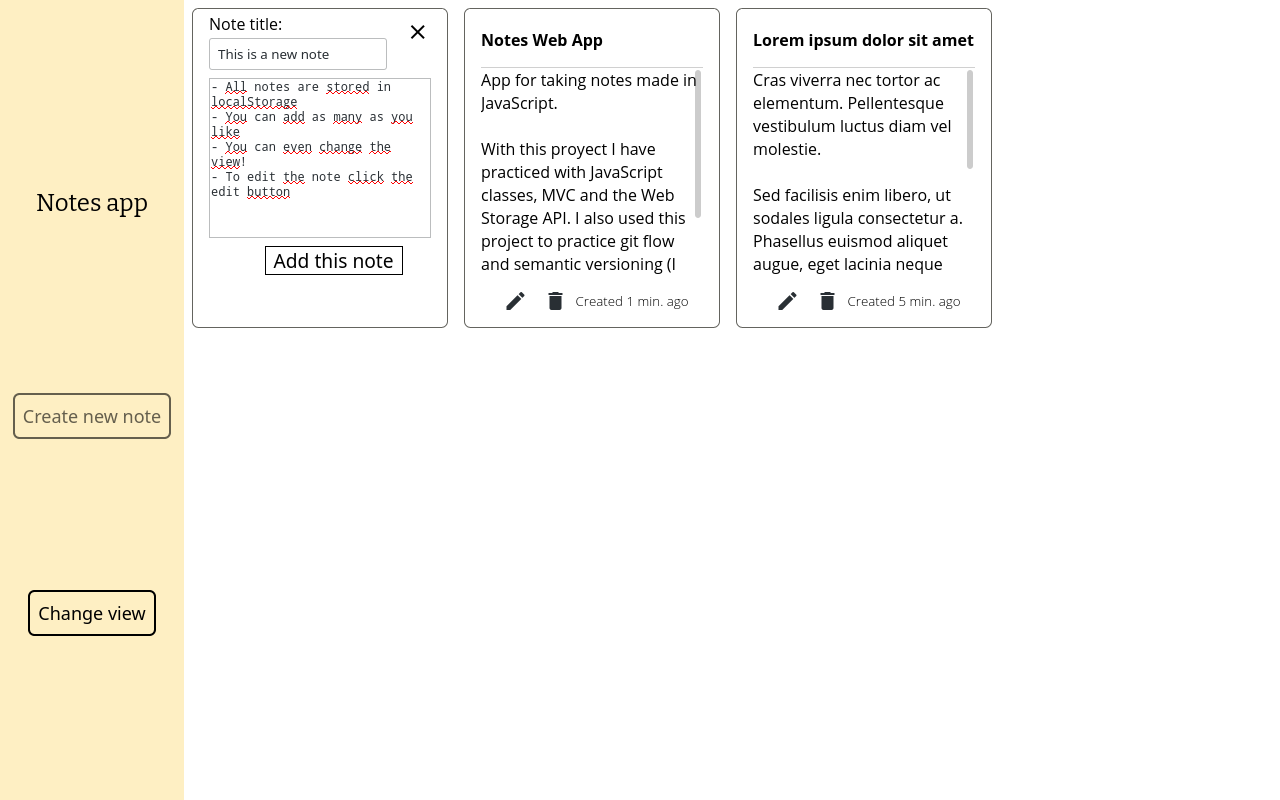 Notes app
Create new note
Change view
Note title:
This is a new note
- All notes are stored in
localStorage
- You can add as many as you
like
- You can even change the
view!
- To edit the note click the
edit button
Add this note
Notes Web App
App for taking notes made in
JavaScript.
With this proyect I have
practiced with JavaScript
classes, MVC and the Web
Storage API. I also used this
project to practice git flow
and semantic versioning (I
Created 1 min. ago
Lorem ipsum dolor sit amet
Cras viverra nec tortor ac
elementum. Pellentesque
vestibulum luctus diam vel
molestie.
Sed facilisis enim libero, ut
sodales ligula consectetur a.
Phasellus euismod aliquet
augue, eget lacinia neque
Created 5 min. ago